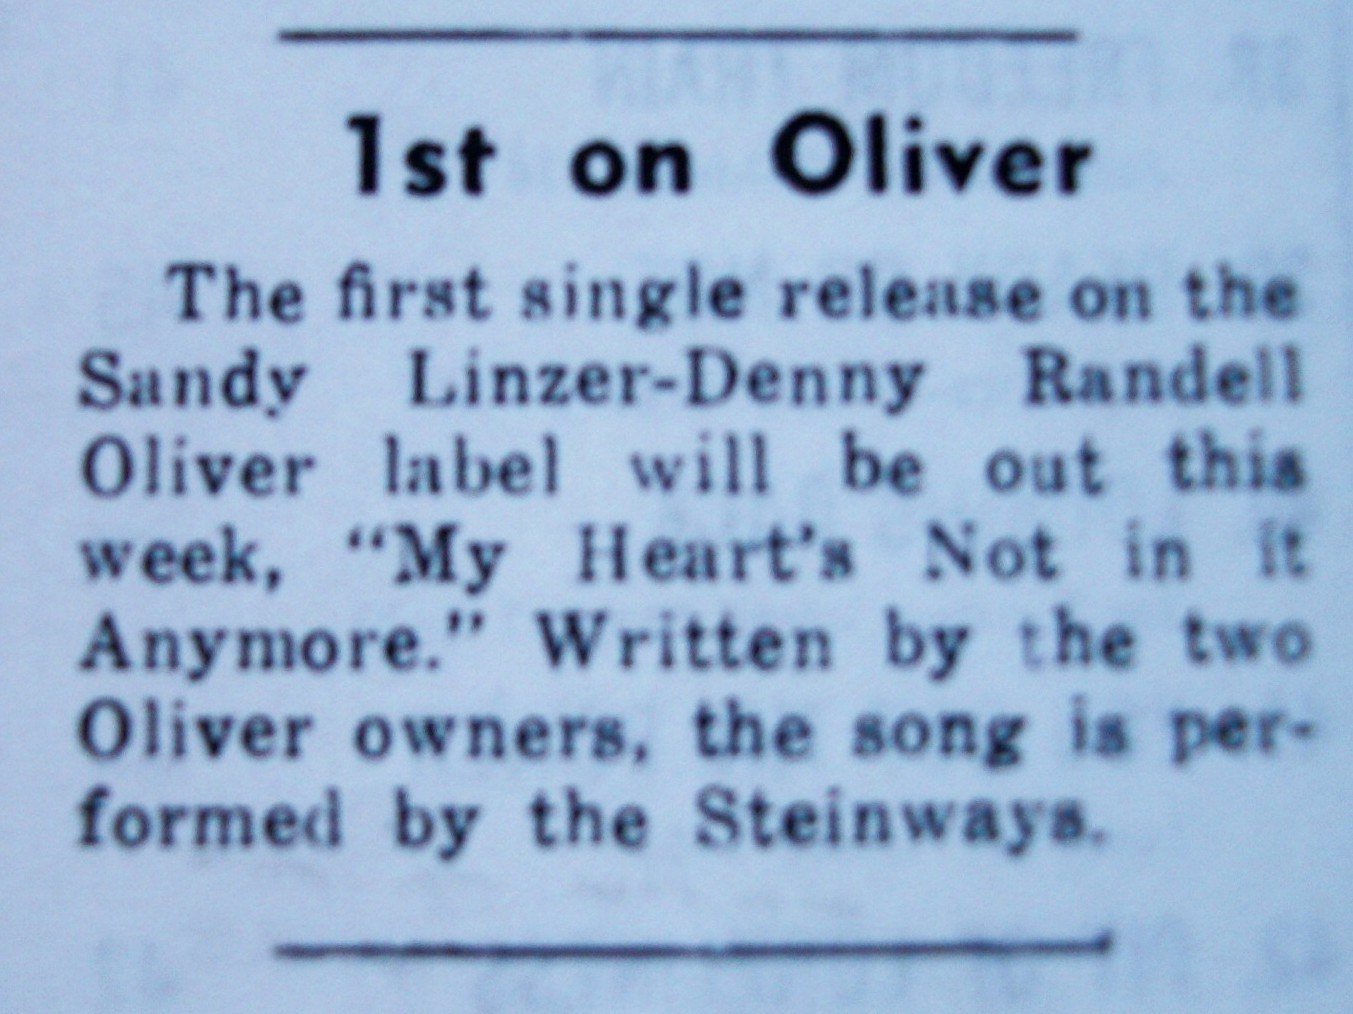 1st on Oliver
The first single release on the
Sandy Linzer-Denny Randell
Oliver label will be out this
week, "My Heart's Not in it
Anymore." Written by the two
Oliver owners, the song is per-
formed by the Steinways.